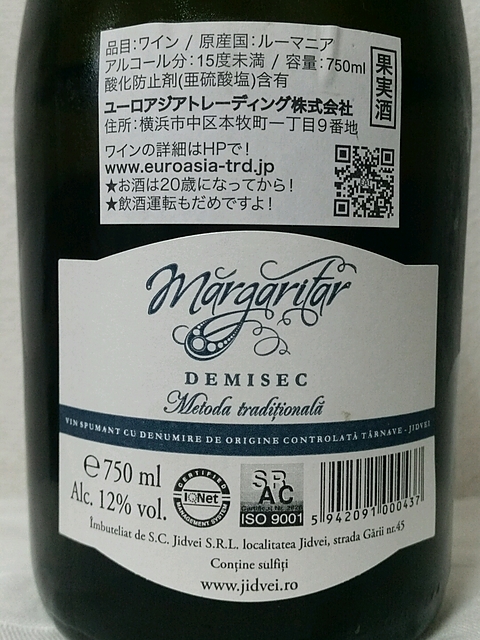 品目:ワイン / 原産国:ルーマニア
アルコール分:15度未満 / 容量:750ml
酸化防止剤(亜硫酸塩)含有
果実酒
ユーロアジアトレーディング株式会社
住所:横浜市中区本牧町一丁目9番地
ワインの詳細はHPで!
www.euroasia-trd.jp
★お酒は20歳になってから!
★飲酒運転もだめですよ!
Mărgăritar
DEMISEC
Metoda tradițională
VIN SPUMANT CU DENUMIRE DE ORIGINE CONTROLATĂ TÂRNAVE - JIDVEI
℮ 750 ml
Alc. 12% vol.
CERTIFIED
IQNet
MANAGEMENT SYSTEM
SR
AC
ISO 9001
5 942091 000437
Îmbuteliat de S.C. Jidvei S.R.L. localitatea Jidvei, strada Gării nr.45
Conține sulfiți
www.jidvei.ro